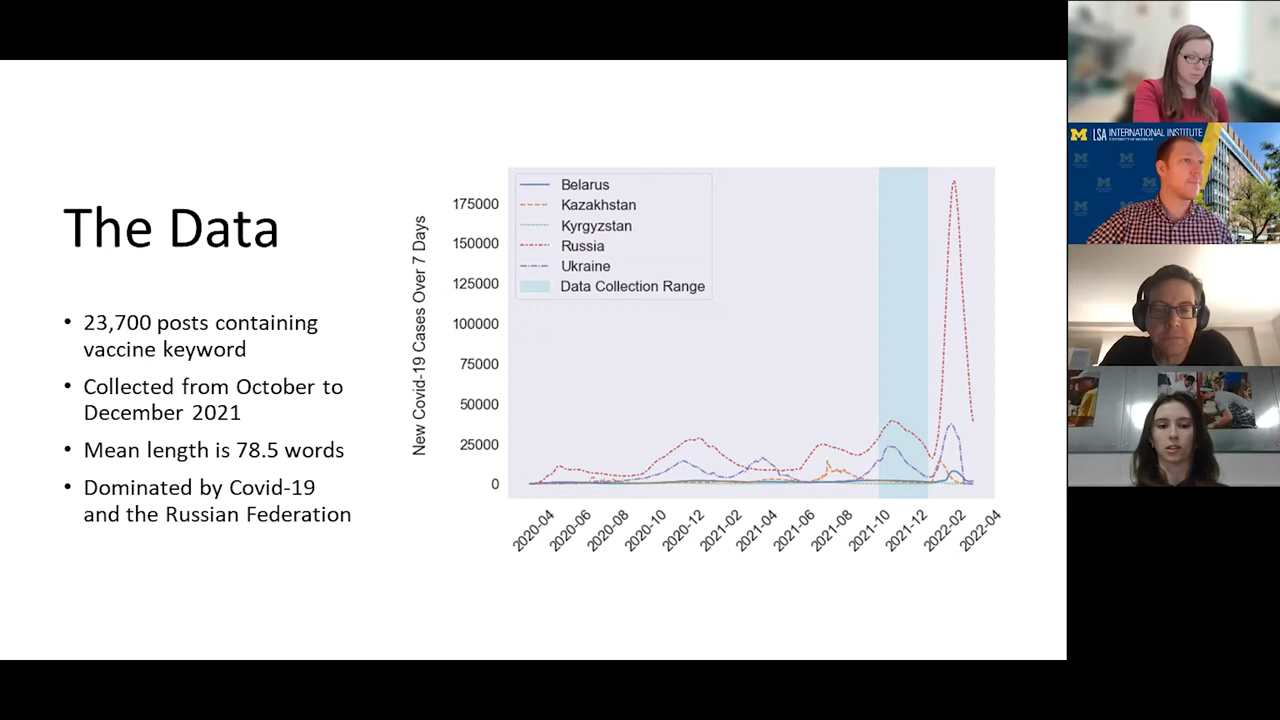 The Data
• 23,700 posts containing
vaccine keyword
• Collected from October to
December 2021
• Mean length is 78.5 words
• Dominated by Covid-19
and the Russian Federation
New Covid-19 Cases Over 7 Days
175000
150000
125000
100000
75000
50000
25000
0
Belarus
Kazakhstan
Kyrgyzstan
Russia
Ukraine
Data Collection Range
2020-04
2020-06
2020-08
2020-10
2020-12
2021-02
2021-04
2021-06
2021-08
2021-10
2021-12
2022-02
2022-04
M LSA INTERNATIONAL INSTITUTE
UNIVERSITY OF MICHIGAN